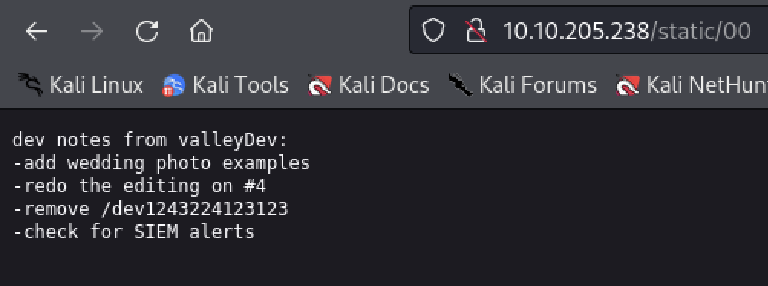 10.10.205.238/static/00
Kali Linux Kali Tools Kali Docs Kali Forums Kali NetHun
dev notes from valleyDev:
-add wedding photo examples
-redo the editing on #4
-remove /dev1243224123123
-check for SIEM alerts